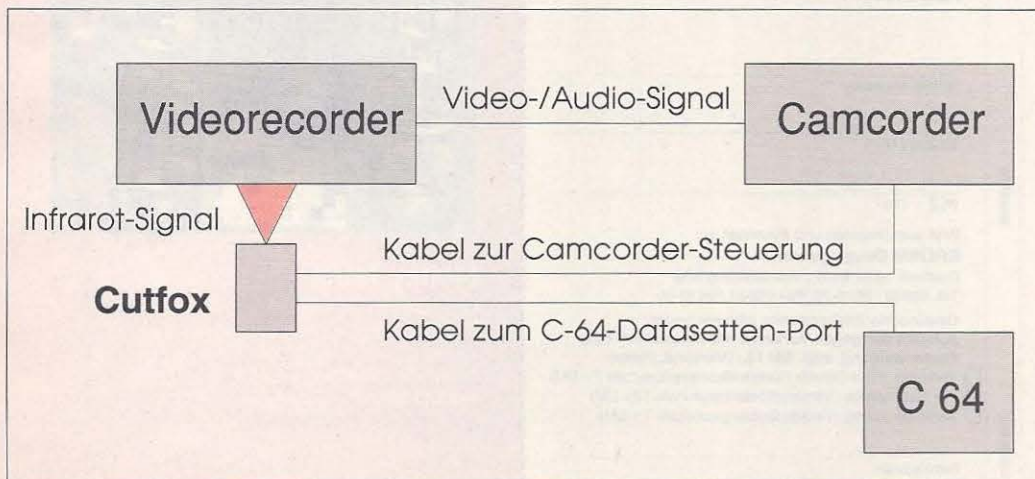 Videorecorder
Video-/Audio-Signal
Camcorder
Infrarot-Signal
Kabel zur Camcorder-Steuerung
Cutfox
Kabel zum C-64-Datasetten-Port
C 64